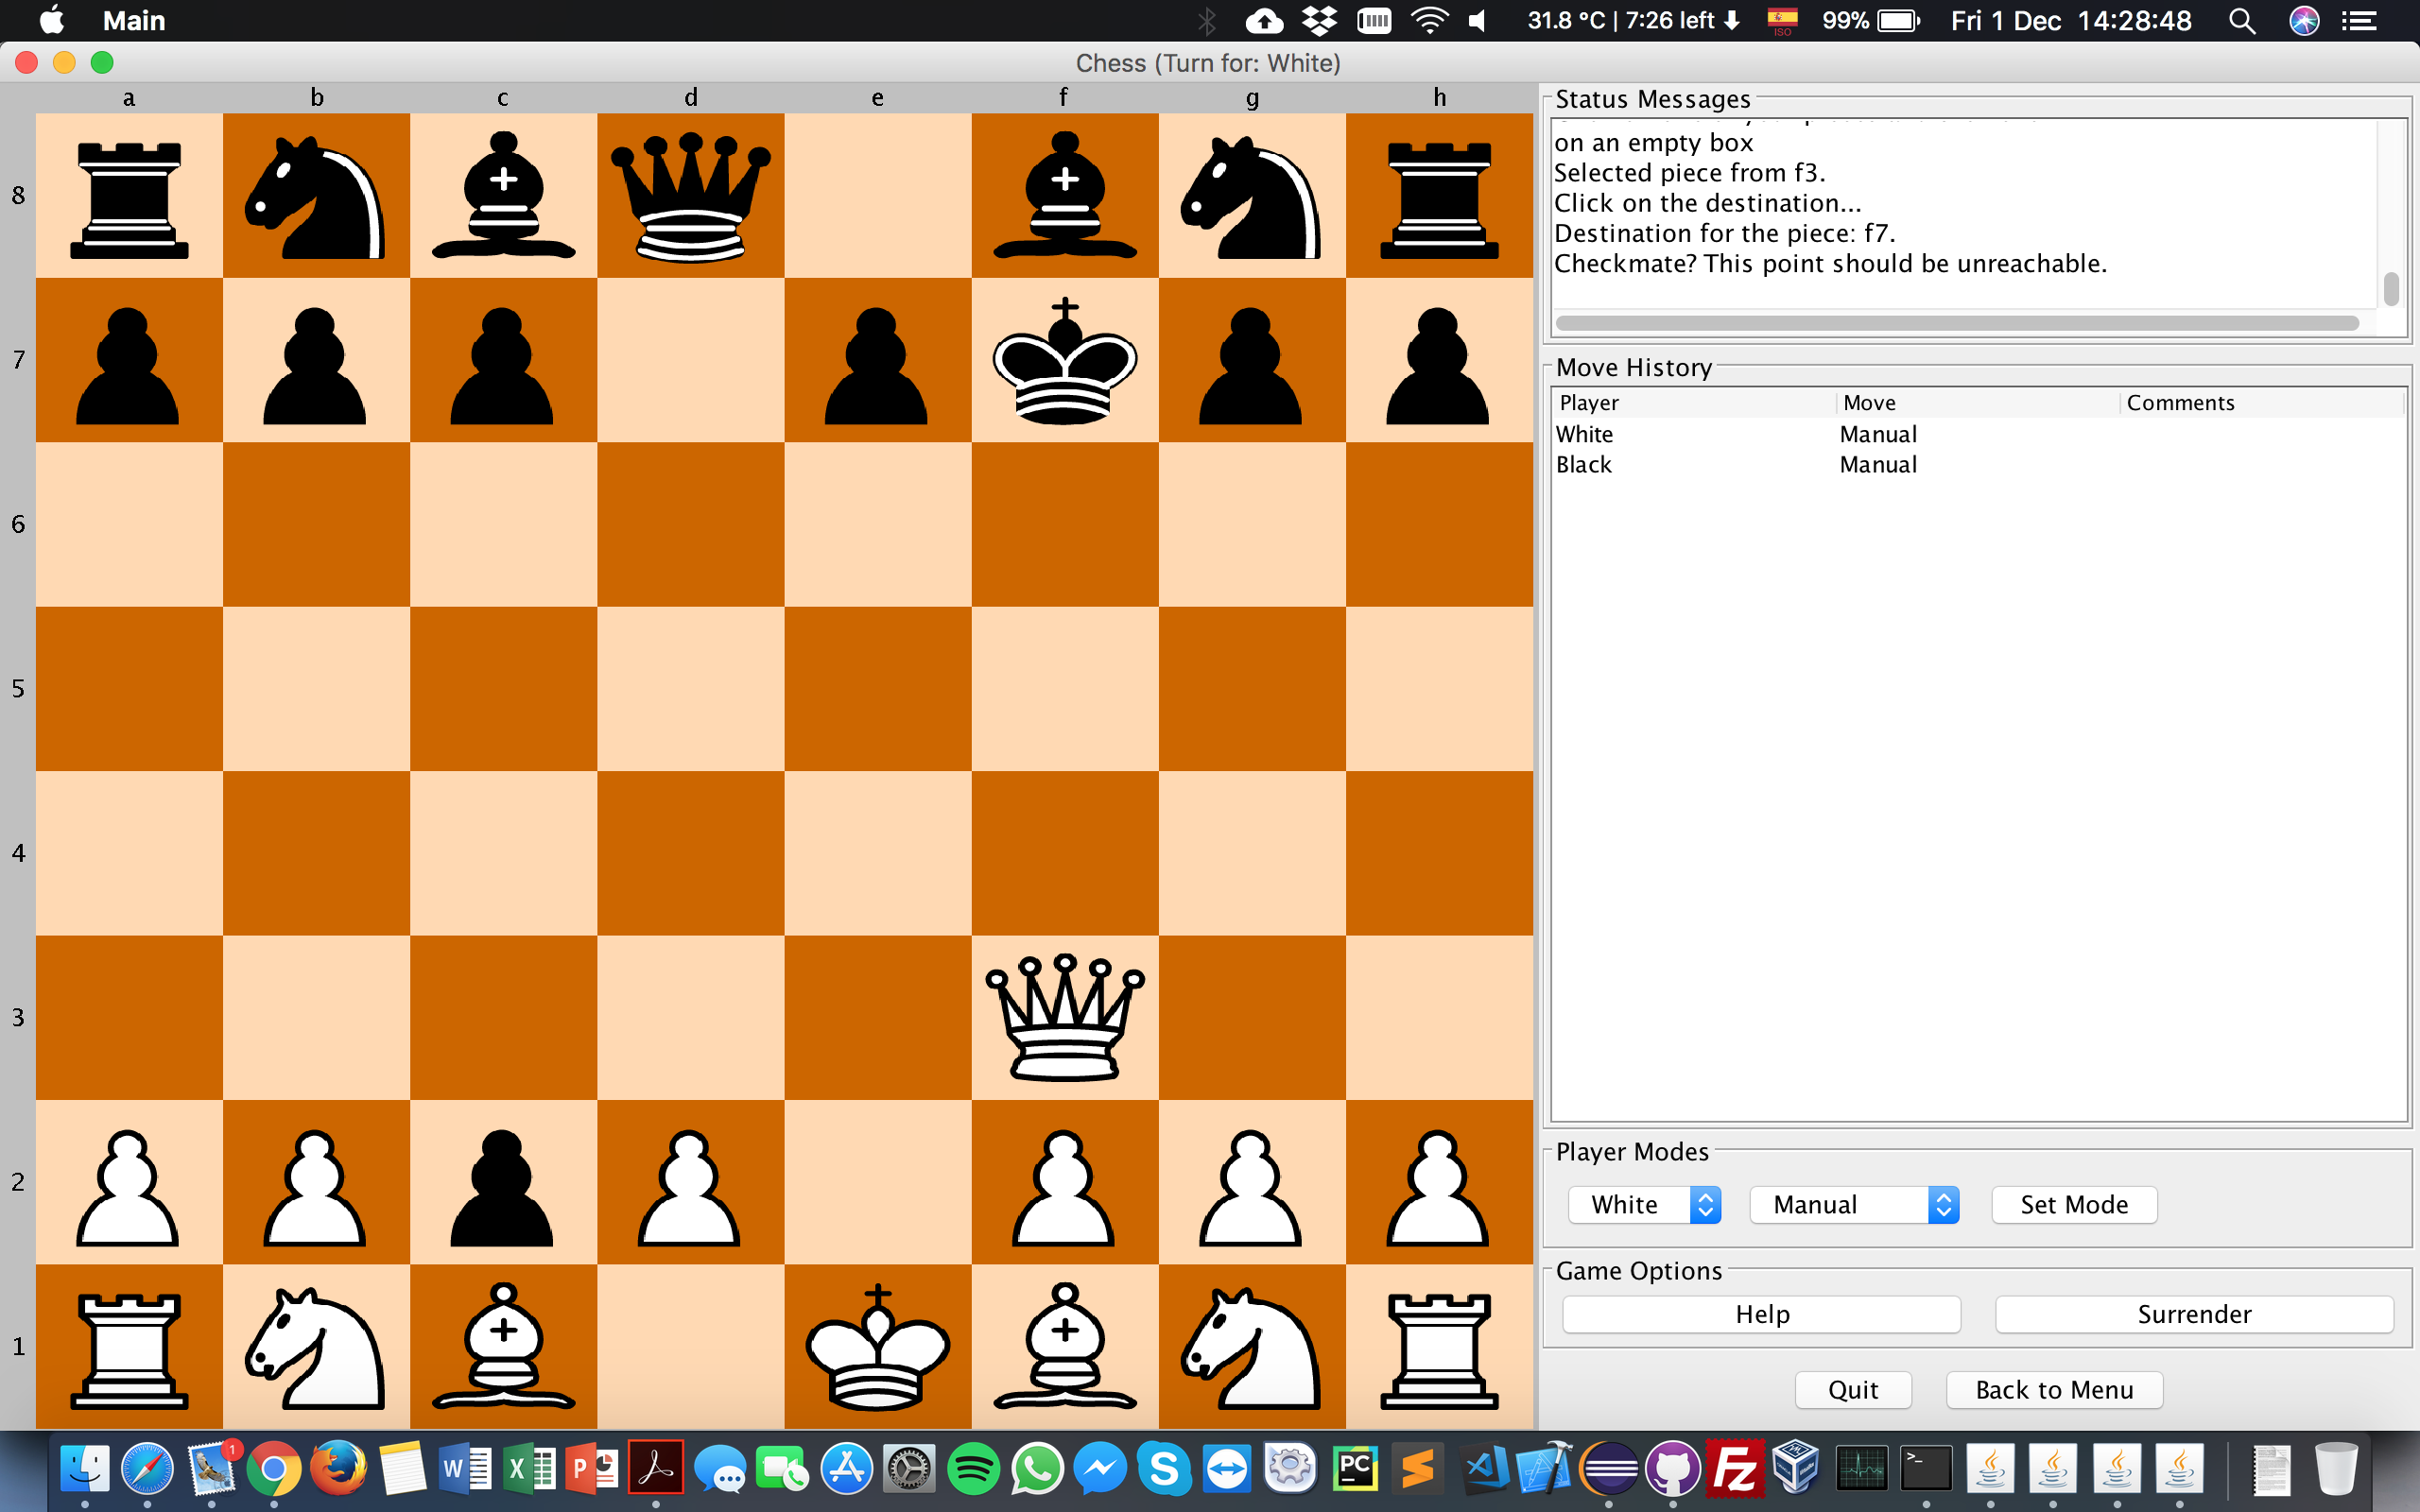 Main
31.8 °C | 7:26 left
ISO
99%
Fri 1 Dec 14:28:48
Chess (Turn for: White)
a b c d e f g h
8
7
6
5
4
3
2
1
Status Messages
on an empty box
Selected piece from f3.
Click on the destination...
Destination for the piece: f7.
Checkmate? This point should be unreachable.
Move History
Player Move Comments
White Manual
Black Manual
Player Modes
White Manual Set Mode
Game Options
Help Surrender
Quit Back to Menu
1
W X P S PC Fz >_